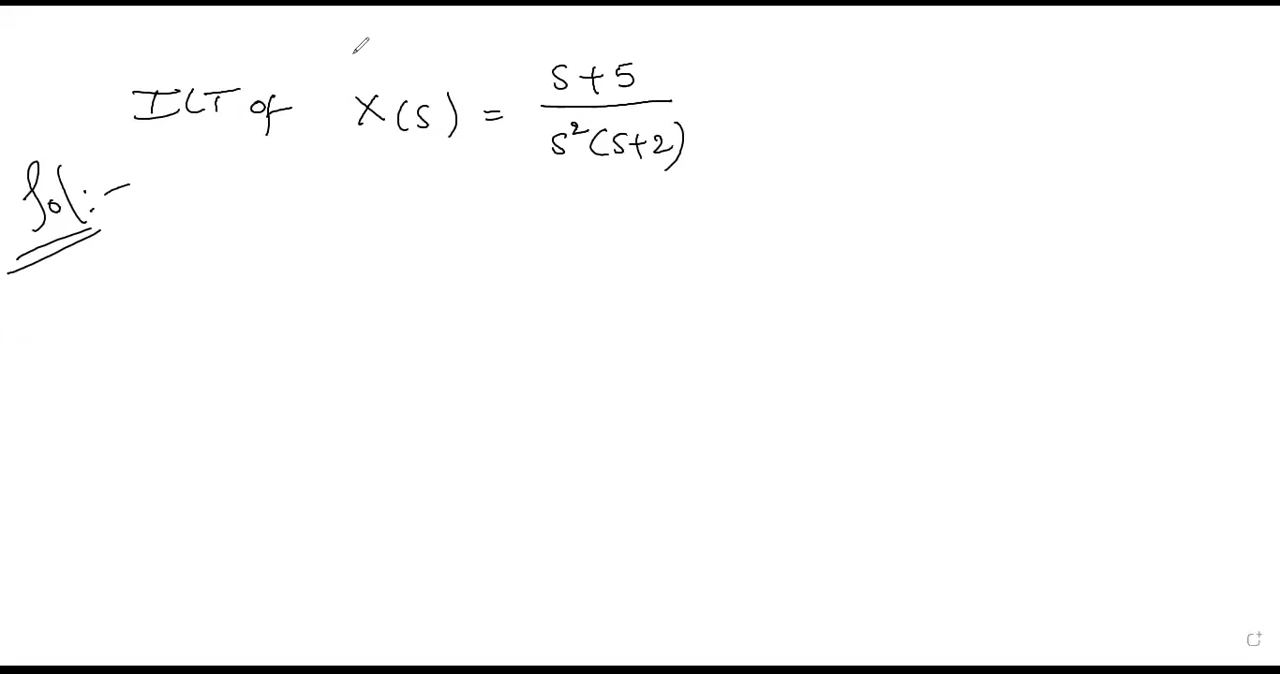 ILT of X(s) = s+5 / s²(s+2)
Sol:-